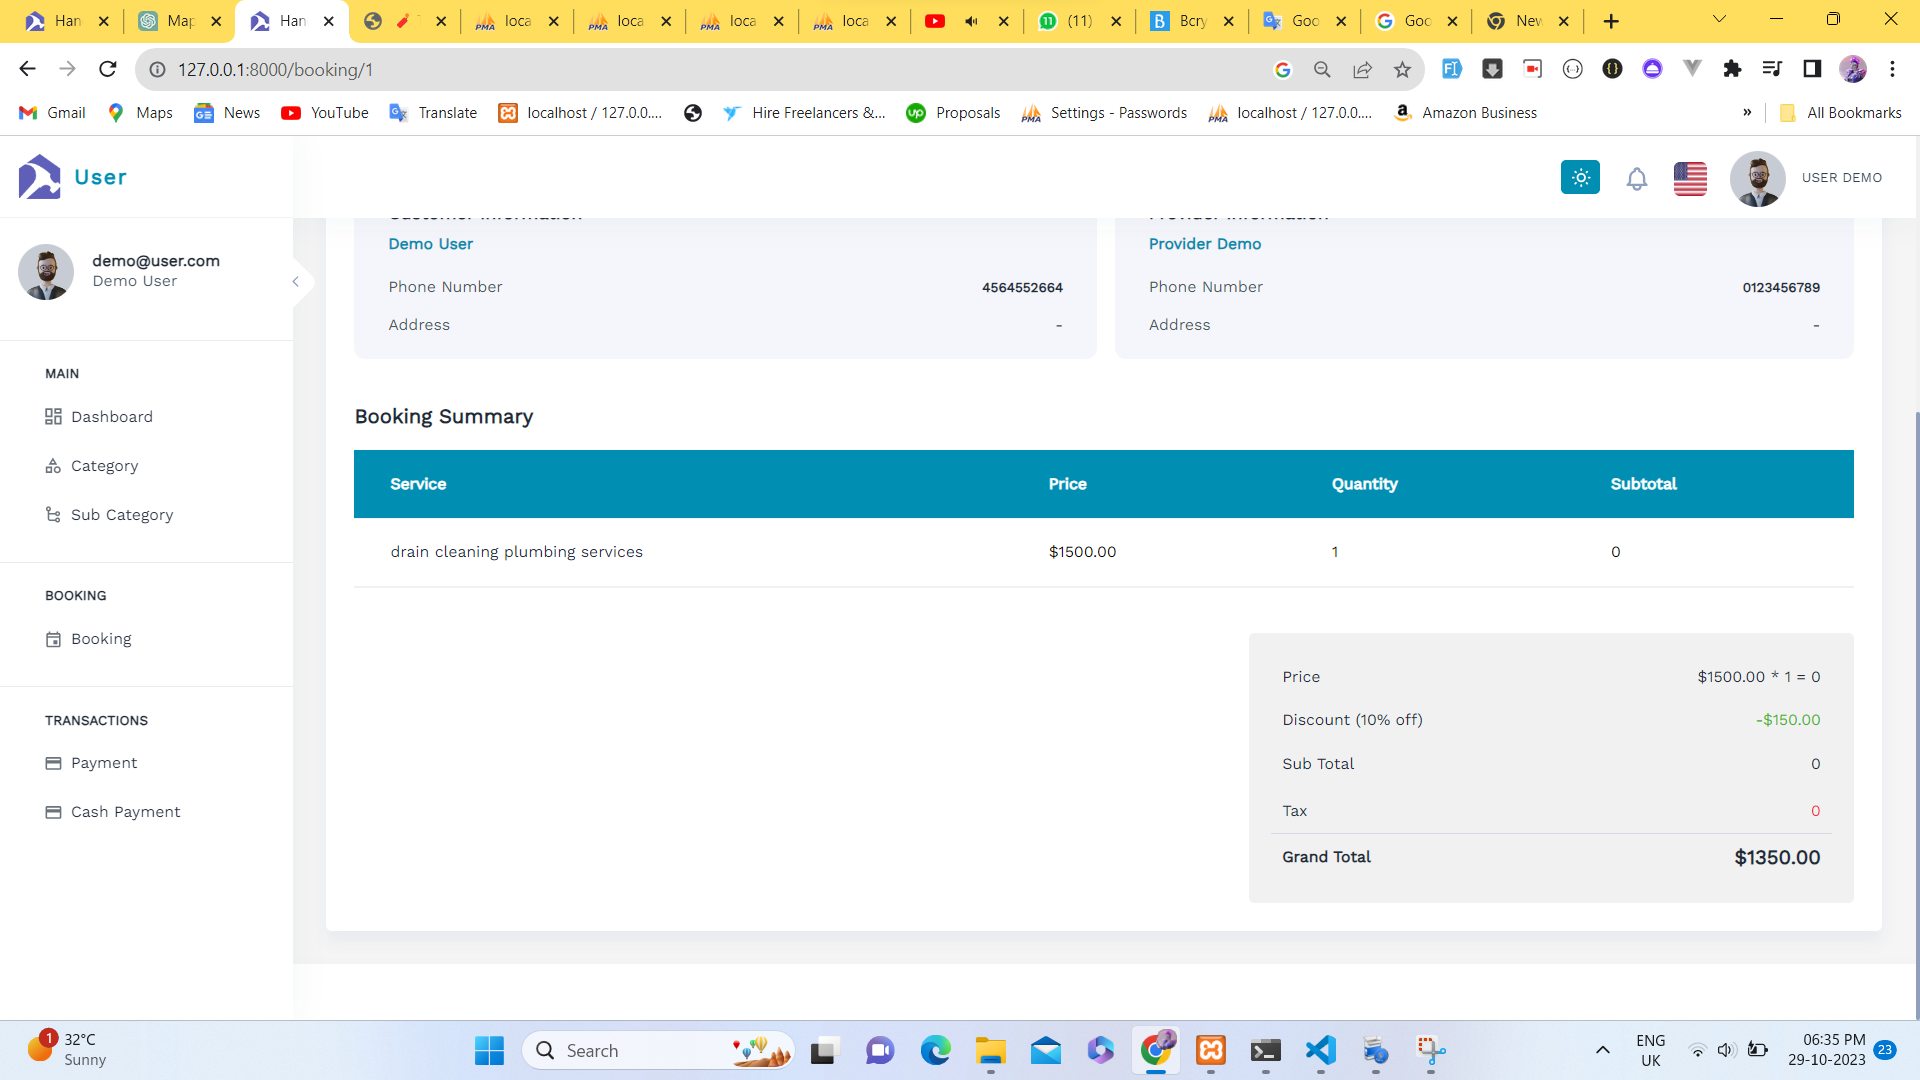 Han
Map
Han
loca
loca
loca
loca
(11)
Bcry
Goo
Goo
New
127.0.0.1:8000/booking/1
Gmail
Maps
News
YouTube
Translate
localhost / 127.0.0....
Hire Freelancers &...
Proposals
Settings - Passwords
localhost / 127.0.0....
Amazon Business
»
All Bookmarks
User
USER DEMO
demo@user.com
Demo User
MAIN
Dashboard
Category
Sub Category
BOOKING
Booking
TRANSACTIONS
Payment
Cash Payment
Customer Information
Demo User
Phone Number 4564552664
Address -
Provider Information
Provider Demo
Phone Number 0123456789
Address -
Booking Summary
Service Price Quantity Subtotal
drain cleaning plumbing services $1500.00 1 0
Price $1500.00 * 1 = 0
Discount (10% off) -$150.00
Sub Total 0
Tax 0
Grand Total $1350.00
1
32°C
Sunny
Search
ENG
UK
06:35 PM
29-10-2023
23